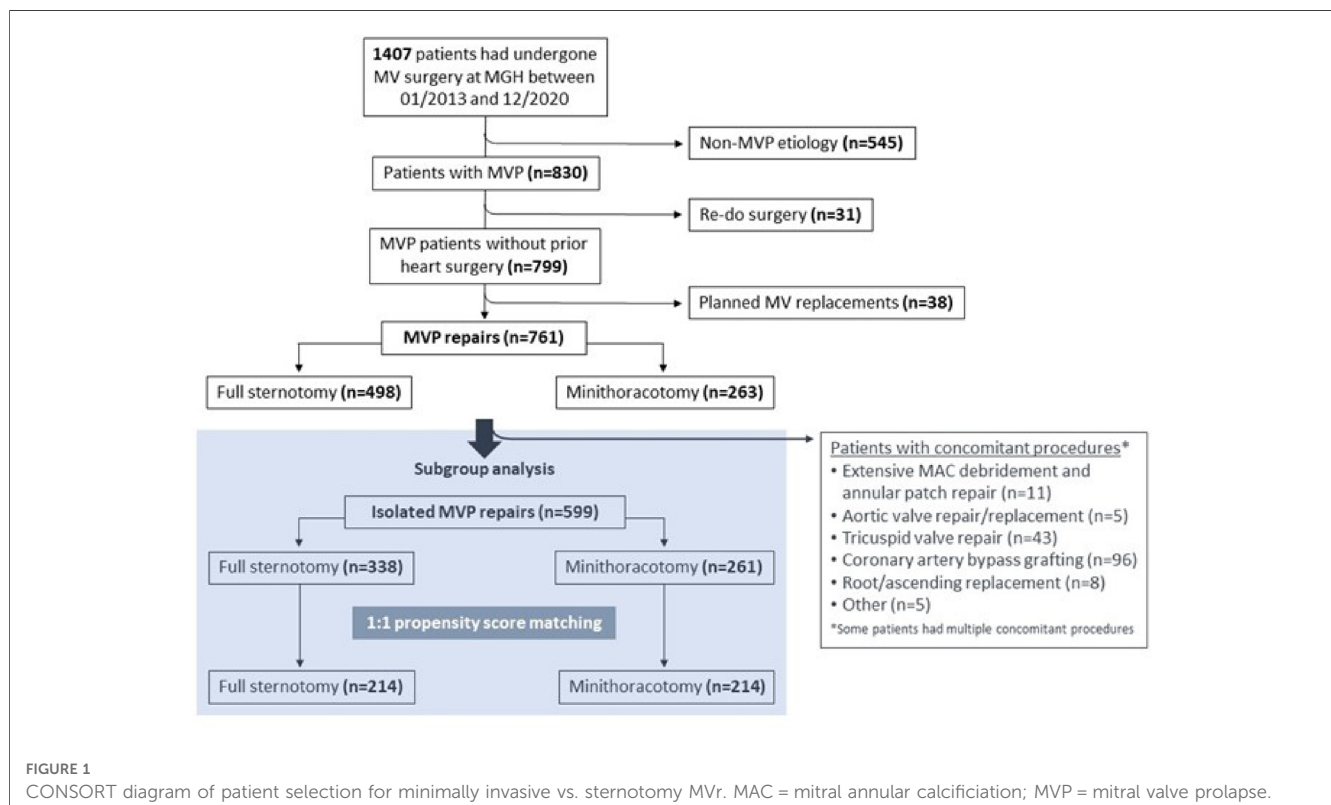 1407 patients had undergone
MV surgery at MGH between
01/2013 and 12/2020
Non-MVP etiology (n=545)
Patients with MVP (n=830)
Re-do surgery (n=31)
MVP patients without prior
heart surgery (n=799)
Planned MV replacements (n=38)
MVP repairs (n=761)
Full sternotomy (n=498)
Minithoracotomy (n=263)
Patients with concomitant procedures*
• Extensive MAC debridement and
annular patch repair (n=11)
• Aortic valve repair/replacement (n=5)
• Tricuspid valve repair (n=43)
• Coronary artery bypass grafting (n=96)
• Root/ascending replacement (n=8)
• Other (n=5)
*Some patients had multiple concomitant procedures
Subgroup analysis
Isolated MVP repairs (n=599)
Full sternotomy (n=338)
Minithoracotomy (n=261)
1:1 propensity score matching
Full sternotomy (n=214)
Minithoracotomy (n=214)
FIGURE 1
CONSORT diagram of patient selection for minimally invasive vs. sternotomy MVr. MAC = mitral annular calcificiation; MVP = mitral valve prolapse.